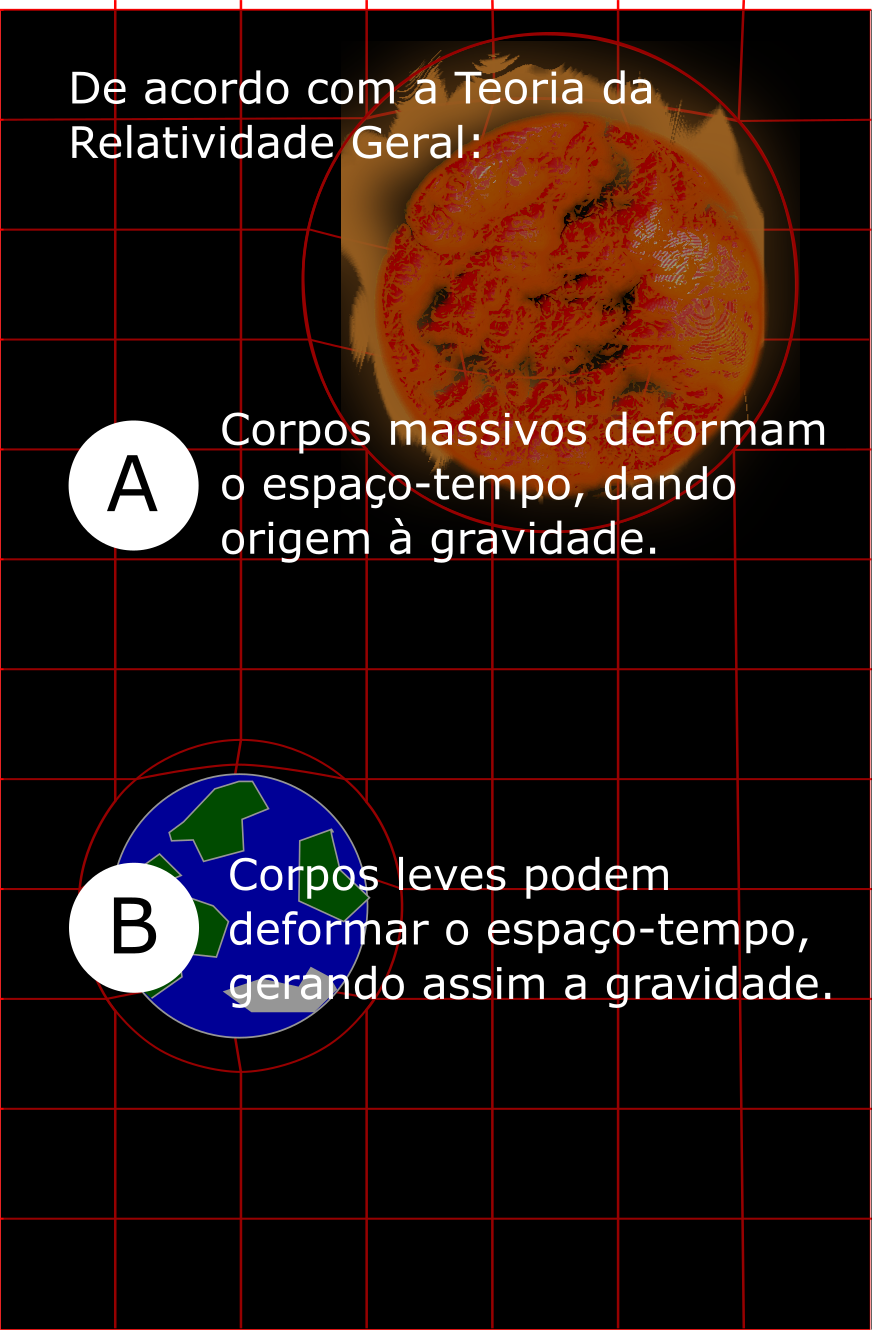 De acordo com a Teoria da
Relatividade Geral:
A
Corpos massivos deformam
o espaço-tempo, dando
origem à gravidade.
B
Corpos leves podem
deformar o espaço-tempo,
gerando assim a gravidade.